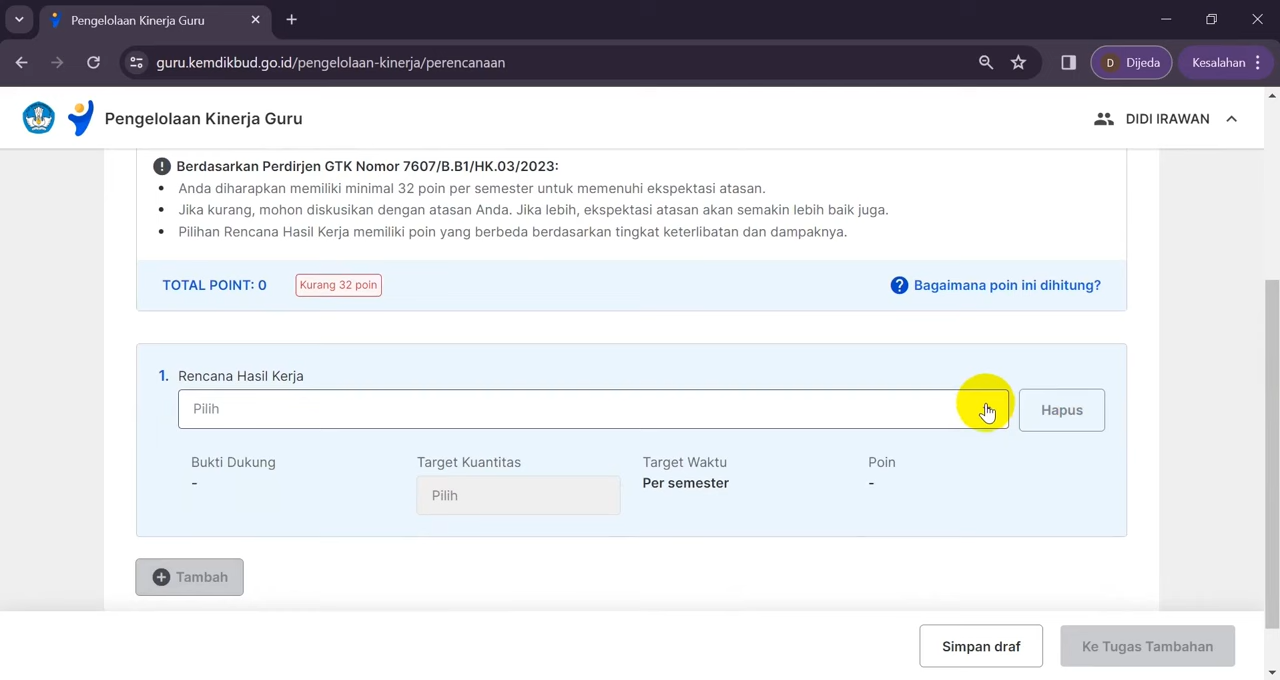 Pengelolaan Kinerja Guru
guru.kemdikbud.go.id/pengelolaan-kinerja/perencanaan
D Dijeda
Kesalahan
Pengelolaan Kinerja Guru
DIDI IRAWAN
Berdasarkan Perdirjen GTK Nomor 7607/B.B1/HK.03/2023:
• Anda diharapkan memiliki minimal 32 poin per semester untuk memenuhi ekspektasi atasan.
• Jika kurang, mohon diskusikan dengan atasan Anda. Jika lebih, ekspektasi atasan akan semakin lebih baik juga.
• Pilihan Rencana Hasil Kerja memiliki poin yang berbeda berdasarkan tingkat keterlibatan dan dampaknya.
TOTAL POINT: 0 Kurang 32 poin
Bagaimana poin ini dihitung?
1. Rencana Hasil Kerja
Pilih
Hapus
Bukti Dukung Target Kuantitas Target Waktu Poin
- Pilih Per semester -
Tambah
Simpan draf
Ke Tugas Tambahan